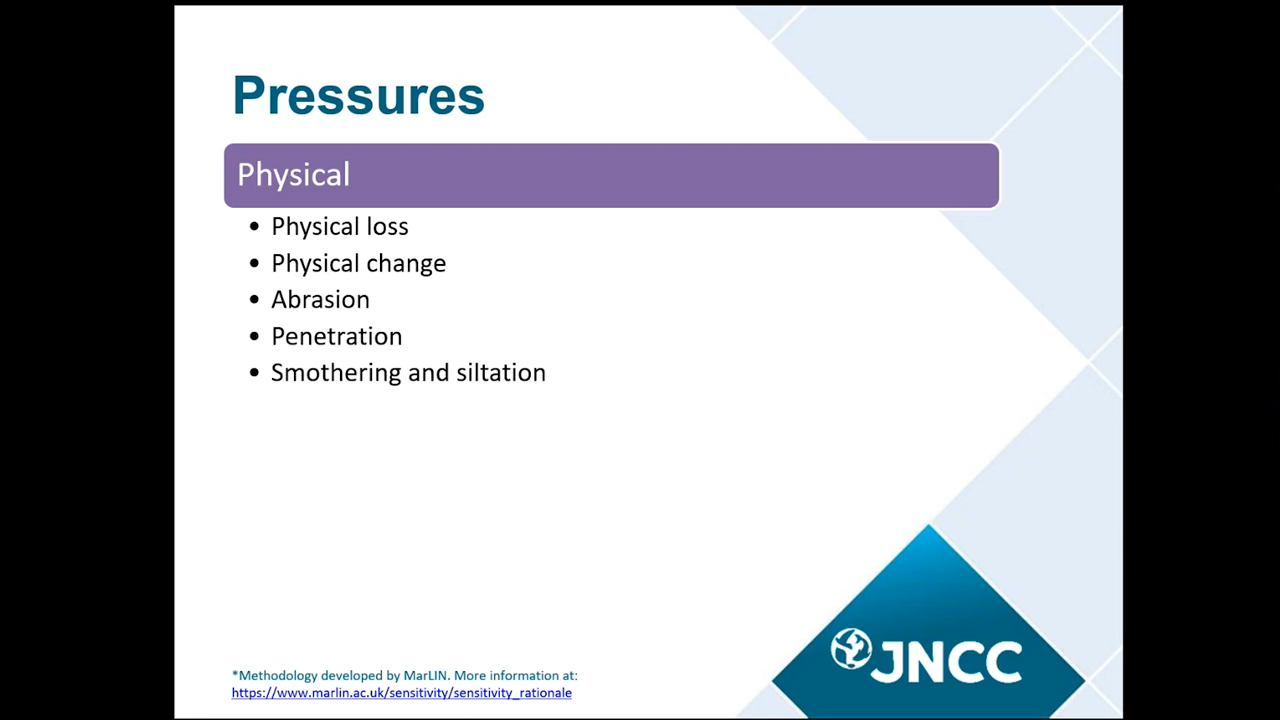 Pressures
Physical
• Physical loss
• Physical change
• Abrasion
• Penetration
• Smothering and siltation
*Methodology developed by MarLIN. More information at:
https://www.marlin.ac.uk/sensitivity/sensitivity_rationale
JNCC